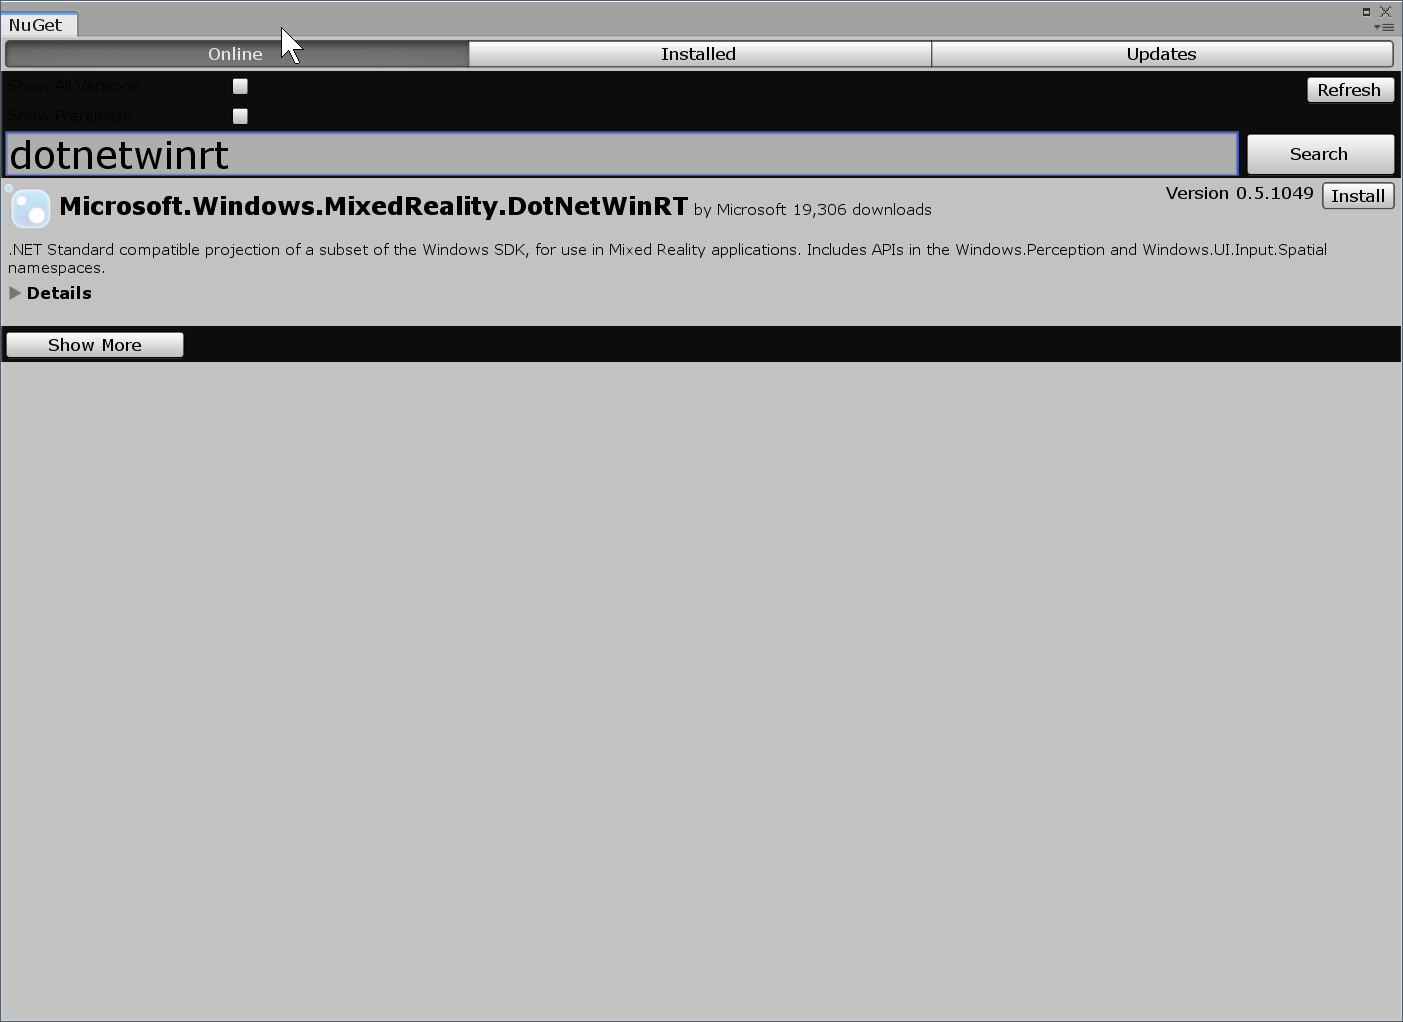 NuGet
Online
Installed
Updates
Show All Versions
Refresh
Show Prerelease
dotnetwinrt
Search
Microsoft.Windows.MixedReality.DotNetWinRT by Microsoft 19,306 downloads
Version 0.5.1049
Install
.NET Standard compatible projection of a subset of the Windows SDK, for use in Mixed Reality applications. Includes APIs in the Windows.Perception and Windows.UI.Input.Spatial
namespaces.
Details
Show More